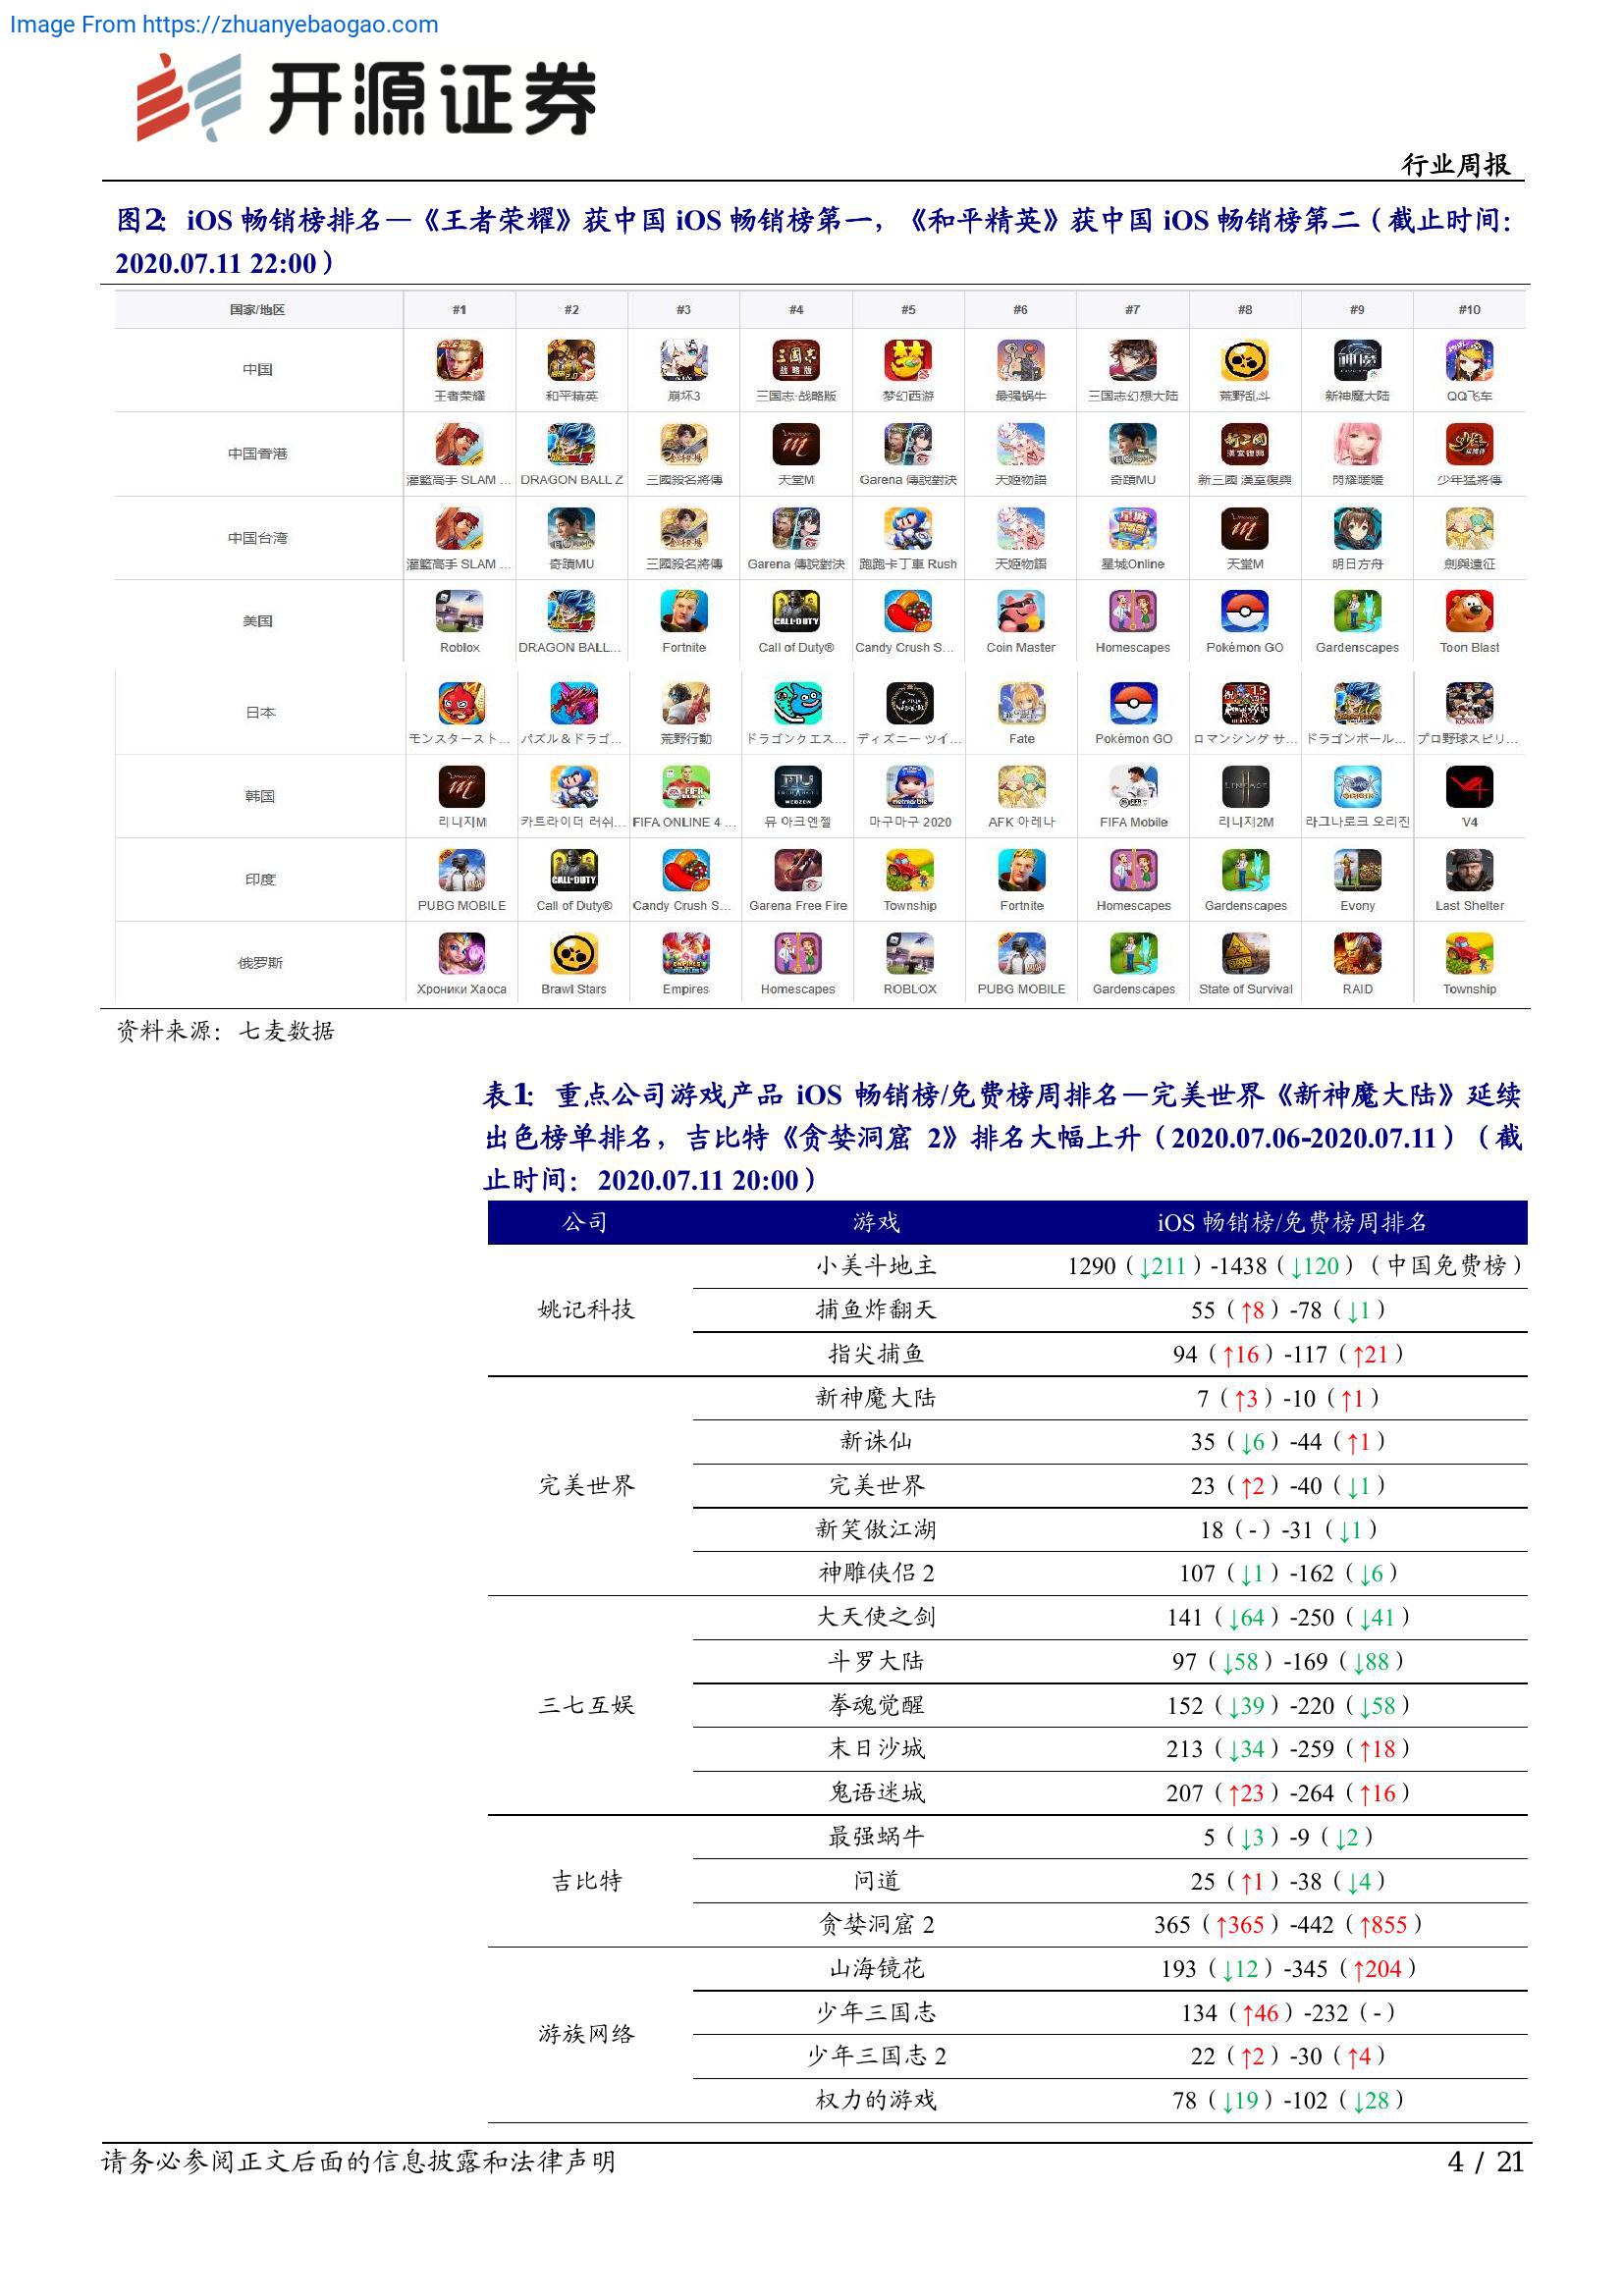 Image From https://zhuanyebaogao.com
开源证券
行业周报
图2: iOS 畅销榜排名—《王者荣耀》获中国 iOS 畅销榜第一，《和平精英》获中国 iOS 畅销榜第二（截止时间:
2020.07.11 22:00）
国家/地区 #1 #2 #3 #4 #5 #6 #7 #8 #9 #10
中国 王者荣耀 和平精英 崩坏3 三国志·战略版 梦幻西游 最强蜗牛 三国志幻想大陆 荒野乱斗 新神魔大陆 QQ飞车
中国香港 灌籃高手 SLAM ... DRAGON BALL Z 三國殺名將傳 天堂M Garena 傳說對決 天姬物語 奇蹟MU 新三國 漢室復興 閃耀暖暖 少年猛將傳
中国台湾 灌籃高手 SLAM ... 奇蹟MU 三國殺名將傳 Garena 傳說對決 跑跑卡丁車 Rush 天姬物語 星城Online 天堂M 明日方舟 劍與遠征
美国 Roblox DRAGON BALL... Fortnite Call of Duty® Candy Crush S... Coin Master Homescapes Pokémon GO Gardenscapes Toon Blast
日本 モンスタースト... パズル＆ドラゴ... 荒野行動 ドラゴンクエス... ディズニー ツイ... Fate Pokémon GO ロマンシング サ... ドラゴンボール... プロ野球スピリ...
韩国 리니지M 카트라이더 러쉬... FIFA ONLINE 4 ... 뮤 아크엔젤 마구마구 2020 AFK 아레나 FIFA Mobile 리니지2M 라그나로크 오리진 V4
印度 PUBG MOBILE Call of Duty® Candy Crush S... Garena Free Fire Township Fortnite Homescapes Gardenscapes Evony Last Shelter
俄罗斯 Хроники Хаоса Brawl Stars Empires Homescapes ROBLOX PUBG MOBILE Gardenscapes State of Survival RAID Township
资料来源：七麦数据
表1: 重点公司游戏产品 iOS 畅销榜/免费榜周排名—完美世界《新神魔大陆》延续
出色榜单排名，吉比特《贪婪洞窟 2》排名大幅上升（2020.07.06-2020.07.11）（截
止时间：2020.07.11 20:00）
公司 游戏 iOS 畅销榜/免费榜周排名
姚记科技 小美斗地主 1290（↓211）-1438（↓120）（中国免费榜）
捕鱼炸翻天 55（↑8）-78（↓1）
指尖捕鱼 94（↑16）-117（↑21）
完美世界 新神魔大陆 7（↑3）-10（↑1）
新诛仙 35（↓6）-44（↑1）
完美世界 23（↑2）-40（↓1）
新笑傲江湖 18（-）-31（↓1）
神雕侠侣 2 107（↓1）-162（↓6）
三七互娱 大天使之剑 141（↓64）-250（↓41）
斗罗大陆 97（↓58）-169（↓88）
拳魂觉醒 152（↓39）-220（↓58）
末日沙城 213（↓34）-259（↑18）
鬼语迷城 207（↑23）-264（↑16）
吉比特 最强蜗牛 5（↓3）-9（↓2）
问道 25（↑1）-38（↓4）
贪婪洞窟 2 365（↑365）-442（↑855）
游族网络 山海镜花 193（↓12）-345（↑204）
少年三国志 134（↑46）-232（-）
少年三国志 2 22（↑2）-30（↑4）
权力的游戏 78（↓19）-102（↓28）
请务必参阅正文后面的信息披露和法律声明
4 / 21